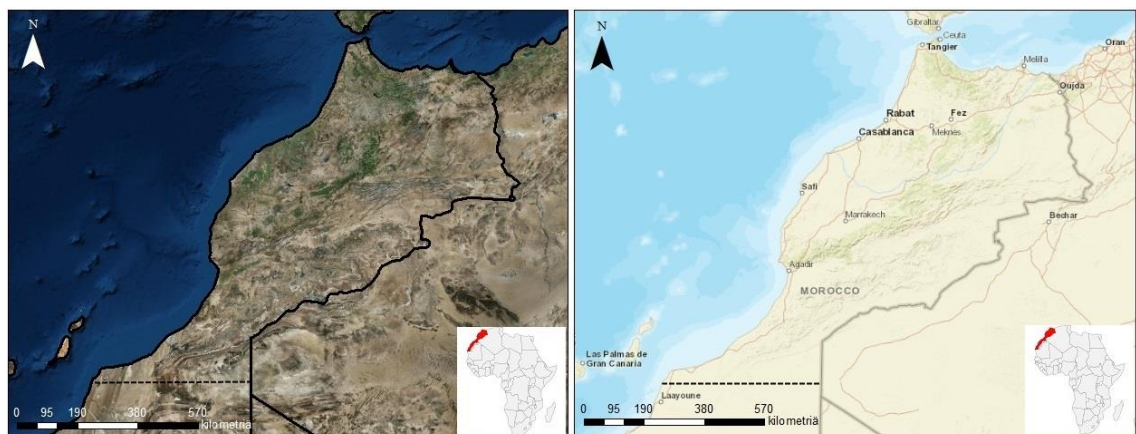 N
0 95 190 380 570
kilometriä
N
Gibraltar
Ceuta
Tangier
Oran
Melilla
Oujda
Rabat
Fez
Casablanca
Meknes
Safi
Marrakech
Bechar
Agadir
MOROCCO
Las Palmas de
Gran Canaria
Laayoune
0 95 190 380 570
kilometriä